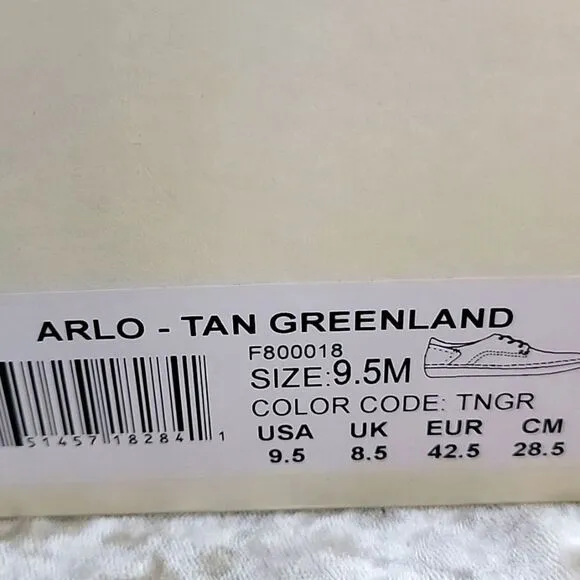 ARLO - TAN GREENLAND
F800018
SIZE:9.5M
COLOR CODE: TNGR
USA UK EUR CM
9.5 8.5 42.5 28.5
51457 18284 1